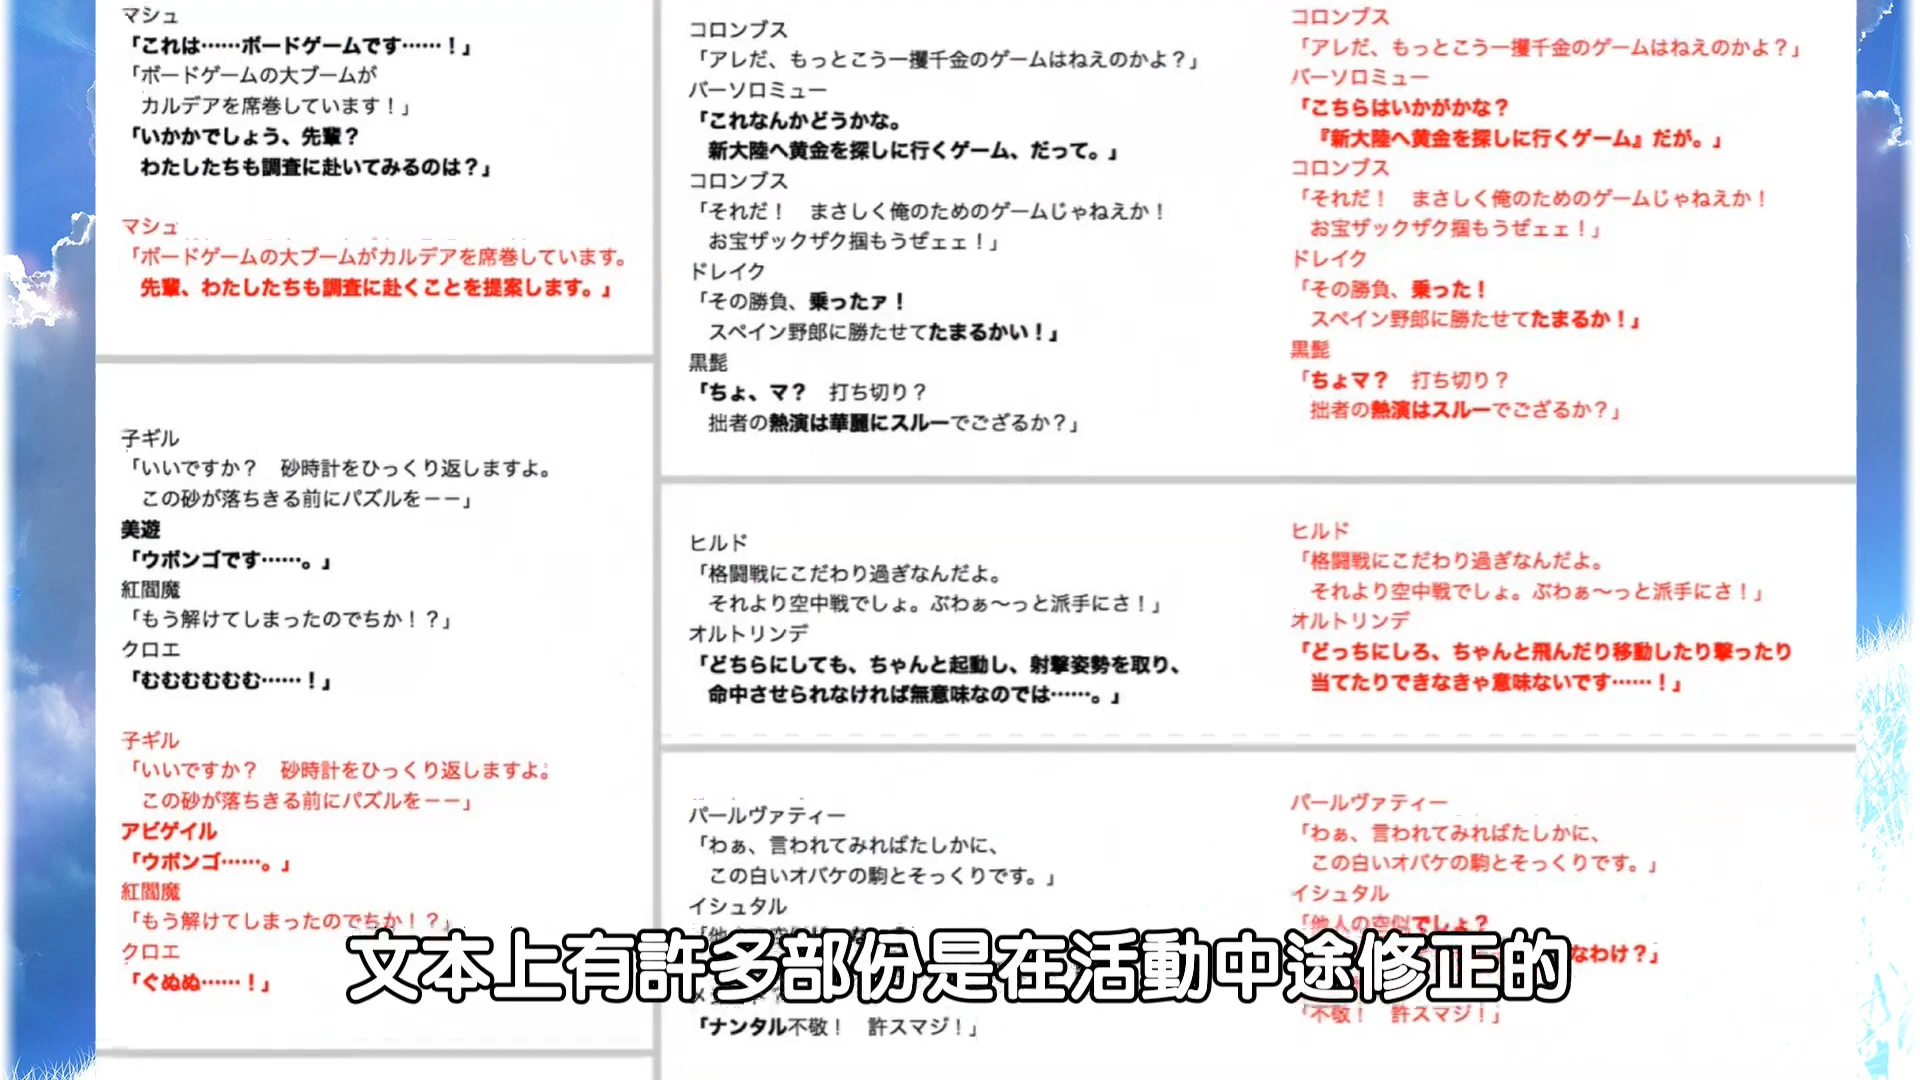 マシュ
「これは……ボードゲームです……！」
「ボードゲームの大ブームが
カルデアを席巻しています！」
「いかかでしょう、先輩？
わたしたちも調査に赴いてみるのは？」
マシュ
「ボードゲームの大ブームがカルデアを席巻しています。
先輩、わたしたちも調査に赴くことを提案します。」
子ギル
「いいですか？　砂時計をひっくり返しますよ。
この砂が落ちきる前にパズルを－－」
美遊
「ウボンゴです……。」
紅閻魔
「もう解けてしまったのでちか！？」
クロエ
「むむむむむむ……！」
子ギル
「いいですか？　砂時計をひっくり返しますよ。
この砂が落ちきる前にパズルを－－」
アビゲイル
「ウボンゴ……。」
紅閻魔
「もう解けてしまったのでちか！？」
クロエ
「ぐぬぬ……！」
コロンブス
「アレだ、もっとこう一攫千金のゲームはねえのかよ？」
バーソロミュー
「これなんかどうかな。
新大陸へ黄金を探しに行くゲーム、だって。」
コロンブス
「それだ！　まさしく俺のためのゲームじゃねえか！
お宝ザックザク掴もうぜェェ！」
ドレイク
「その勝負、乗ったァ！
スペイン野郎に勝たせてたまるかい！」
黒髭
「ちょ、マ？　打ち切り？
拙者の熱演は華麗にスルーでござるか？」
コロンブス
「アレだ、もっとこう一攫千金のゲームはねえのかよ？」
バーソロミュー
「こちらはいかがかな？
『新大陸へ黄金を探しに行くゲーム』だが。」
コロンブス
「それだ！　まさしく俺のためのゲームじゃねえか！
お宝ザックザク掴もうぜェェ！」
ドレイク
「その勝負、乗った！
スペイン野郎に勝たせてたまるか！」
黒髭
「ちょマ？　打ち切り？
拙者の熱演はスルーでござるか？」
ヒルド
「格闘戦にこだわり過ぎなんだよ。
それより空中戦でしょ。ぶわぁ〜っと派手にさ！」
オルトリンデ
「どちらにしても、ちゃんと起動し、射撃姿勢を取り、
命中させられなければ無意味なのでは……。」
ヒルド
「格闘戦にこだわり過ぎなんだよ。
それより空中戦でしょ。ぶわぁ〜っと派手にさ！」
オルトリンデ
「どっちにしろ、ちゃんと飛んだり移動したり撃ったり
当てたりできなきゃ意味ないです……！」
パールヴァティー
「わぁ、言われてみればたしかに、
この白いオバケの駒とそっくりです。」
イシュタル
「ナンタル不敬！　許スマジ！」
パールヴァティー
「わぁ、言われてみればたしかに、
この白いオバケの駒とそっくりです。」
イシュタル
「他人の空似でしょ？
なわけ？」
「不敬！　許スマジ！」
文本上有許多部份是在活動中途修正的